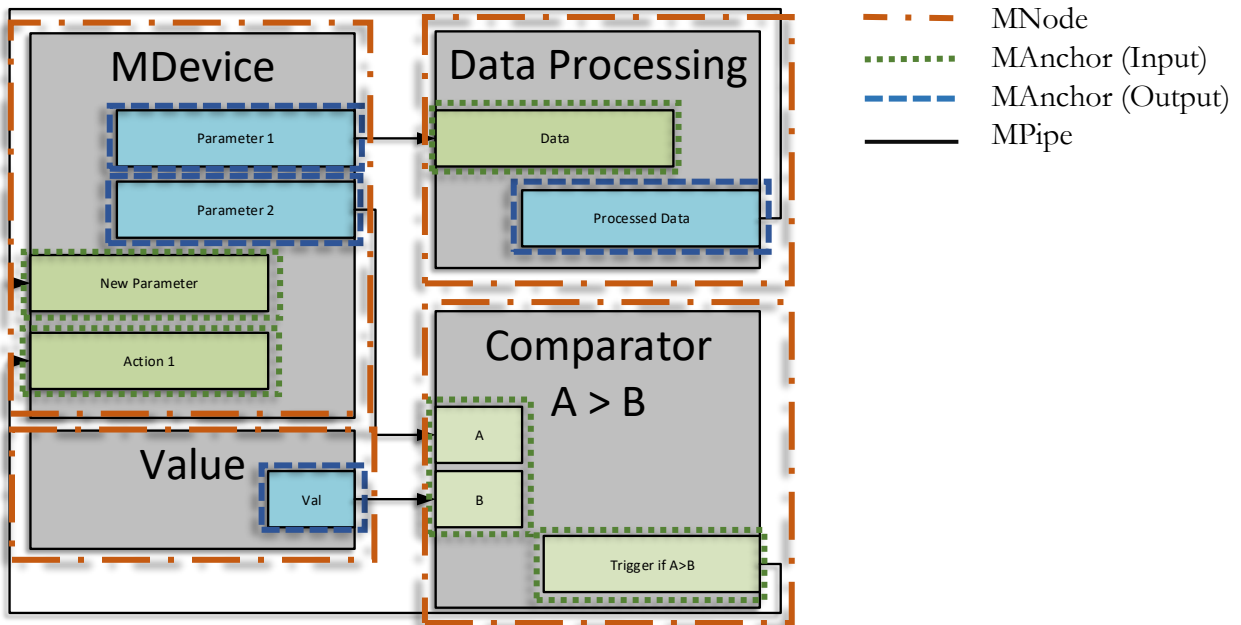 MDevice
Parameter 1
Parameter 2
New Parameter
Action 1
Value
Val
Data Processing
Data
Processed Data
Comparator
A > B
A
B
Trigger if A>B
MNode
MAnchor (Input)
MAnchor (Output)
MPipe